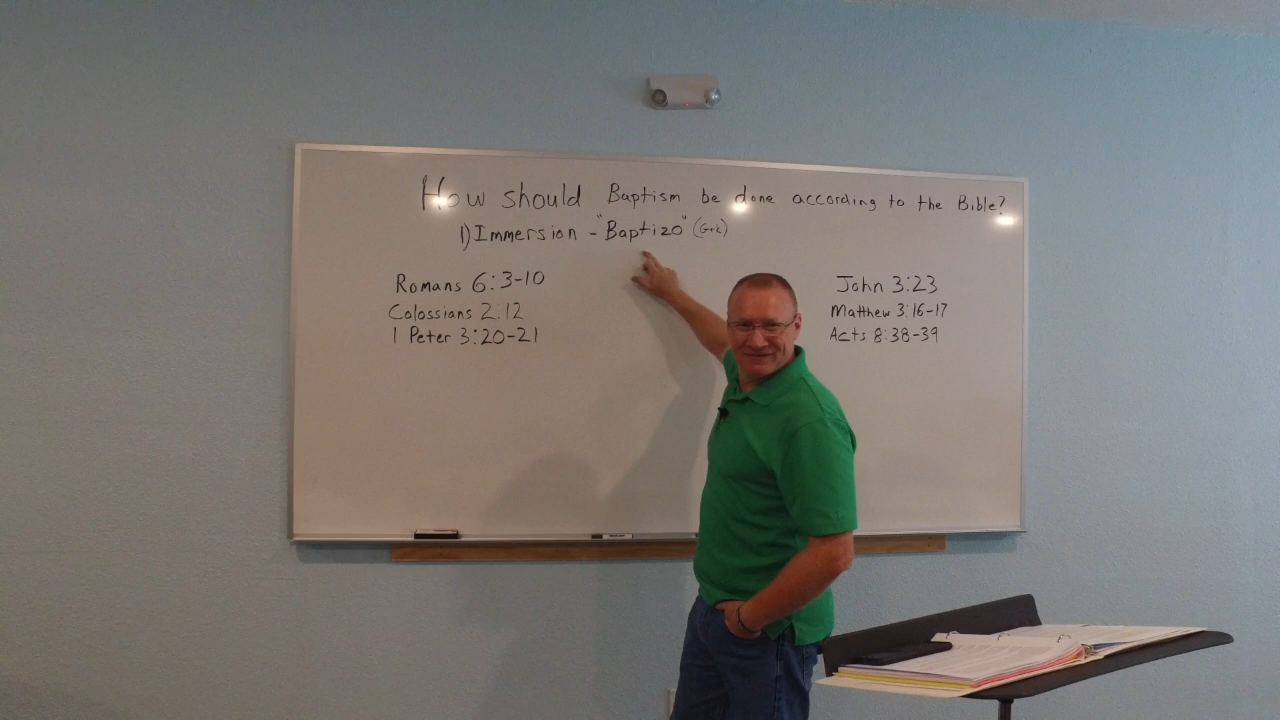 How should Baptism be done according to the Bible?
1) Immersion - "Baptizo" (Grk)
Romans 6:3-10
Colossians 2:12
1 Peter 3:20-21
John 3:23
Matthew 3:16-17
Acts 8:38-39